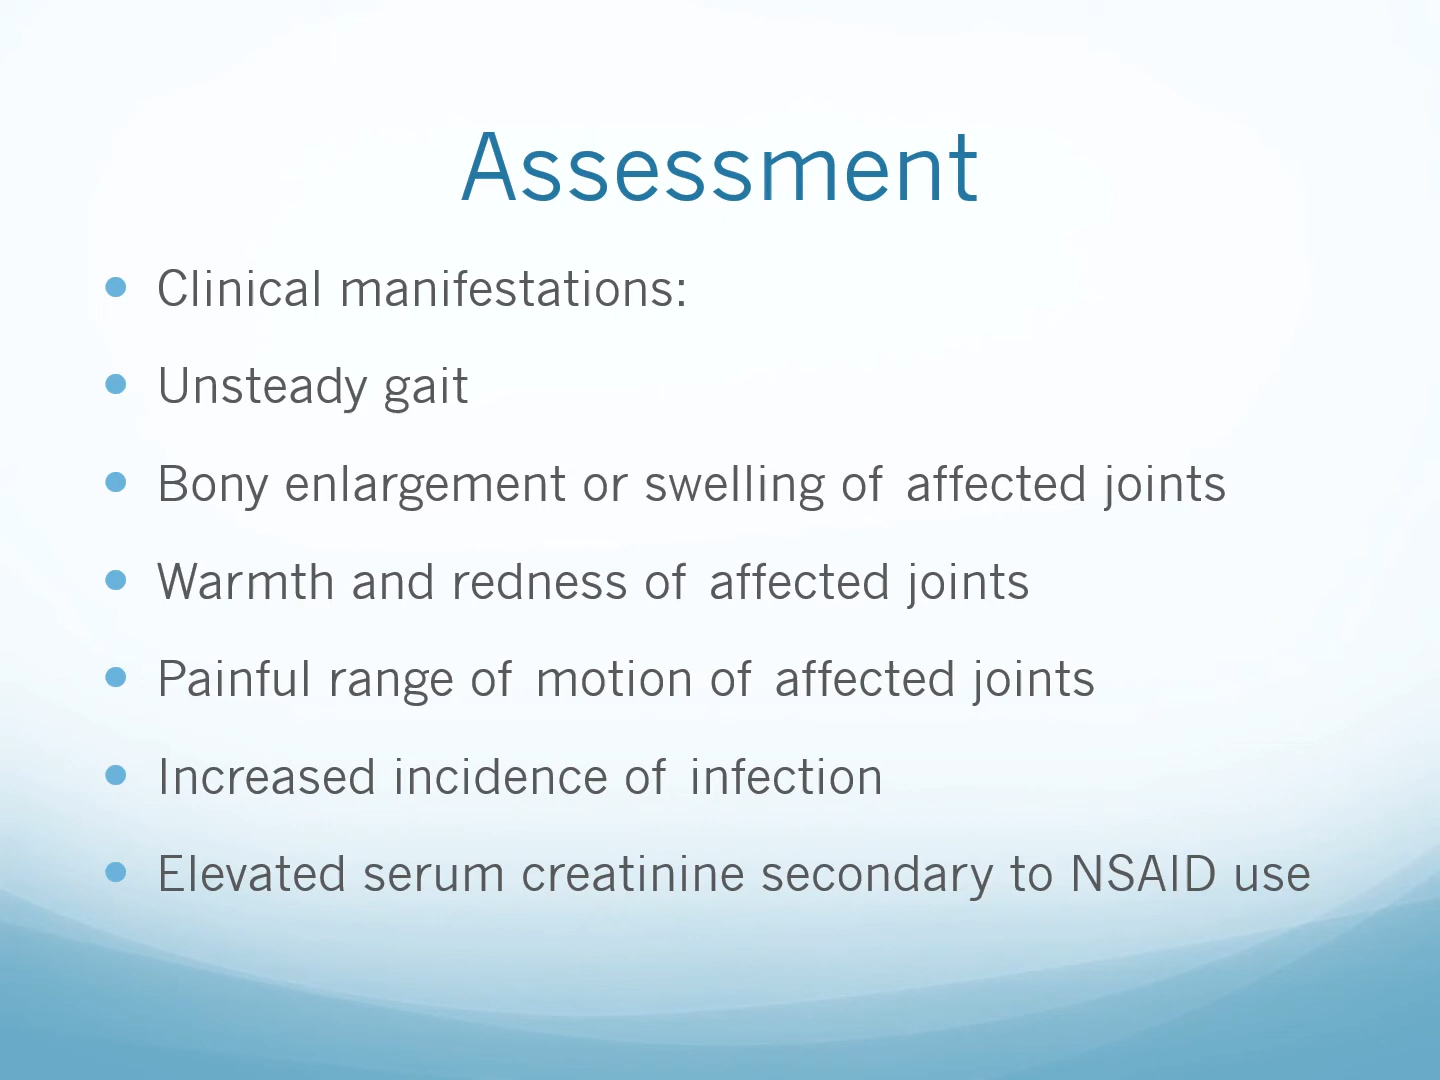 Assessment
• Clinical manifestations:
• Unsteady gait
• Bony enlargement or swelling of affected joints
• Warmth and redness of affected joints
• Painful range of motion of affected joints
• Increased incidence of infection
• Elevated serum creatinine secondary to NSAID use